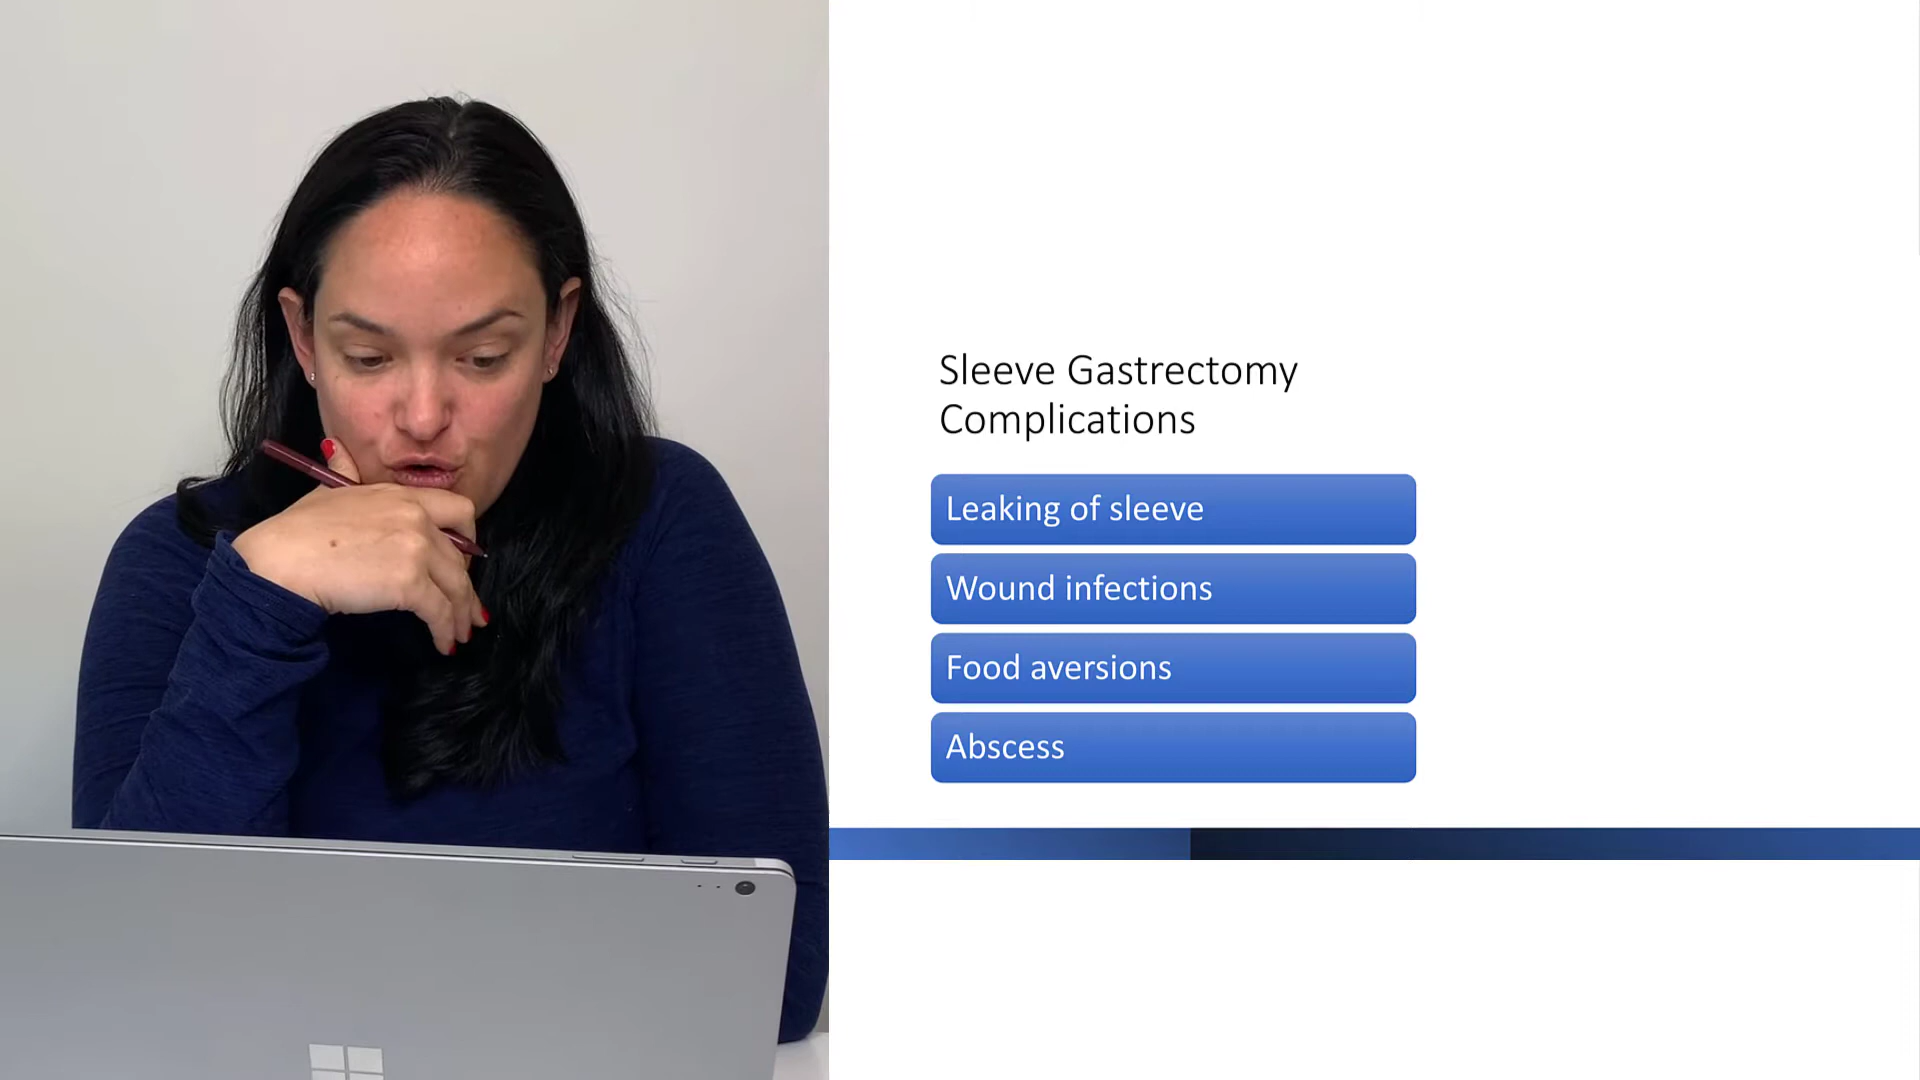 Sleeve Gastrectomy
Complications
Leaking of sleeve
Wound infections
Food aversions
Abscess